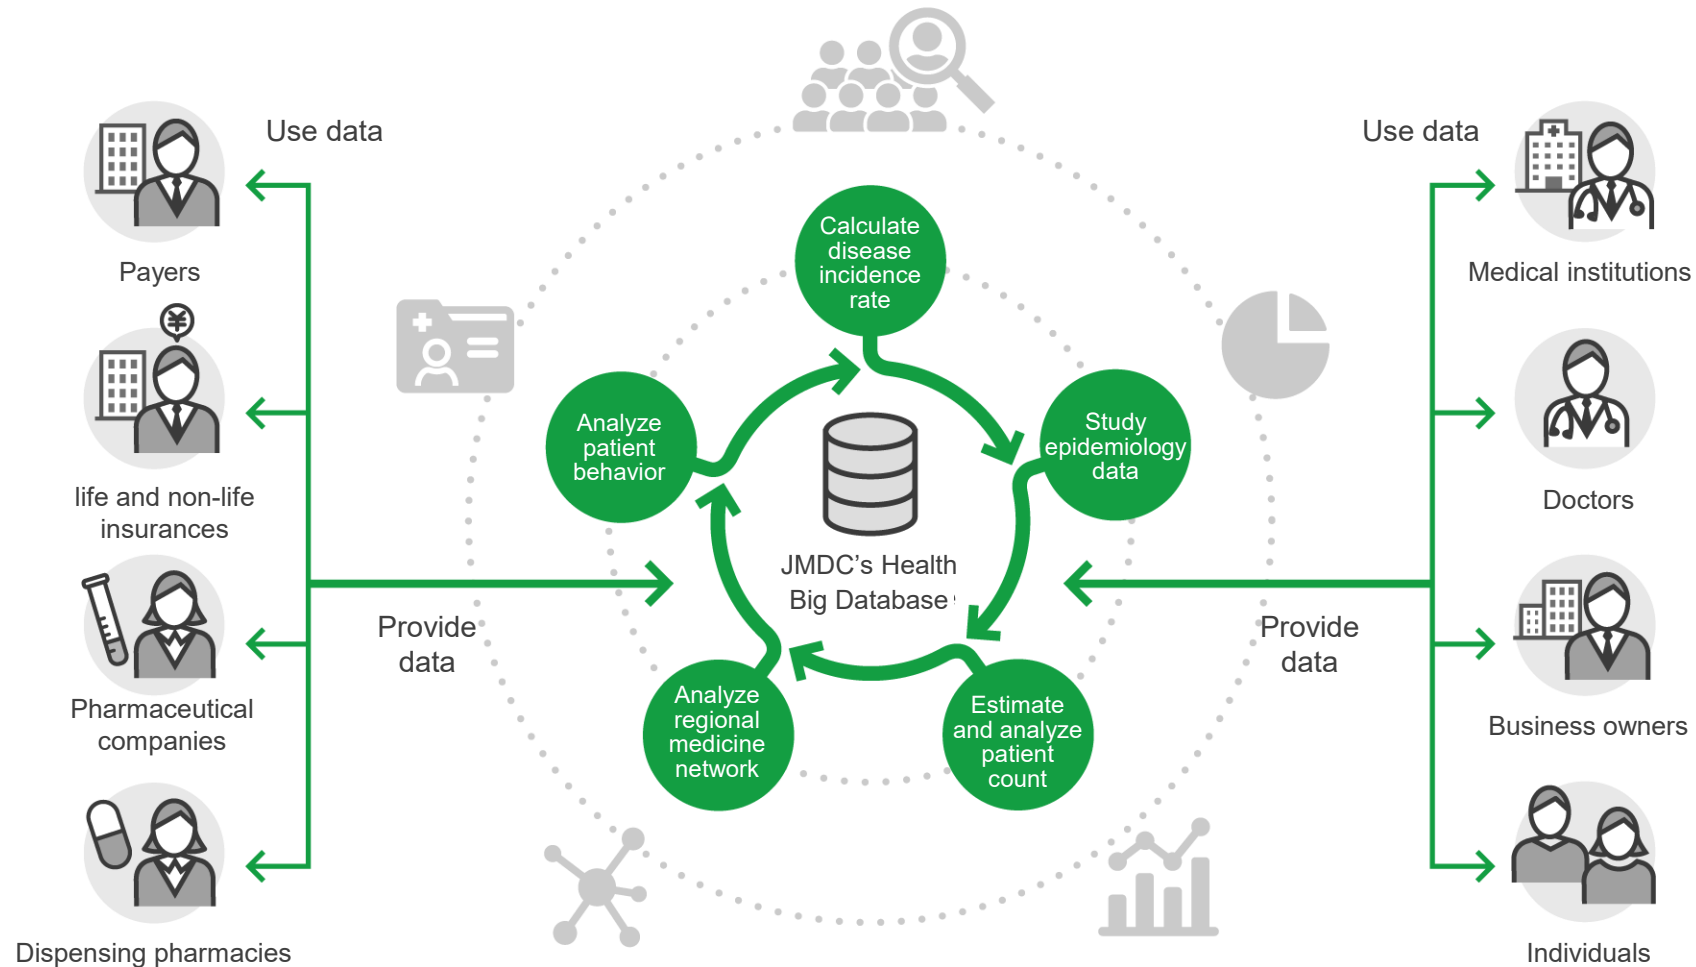 Use data
Payers
¥
life and non-life
insurances
Pharmaceutical
companies
Dispensing pharmacies
Provide
data
Calculate
disease
incidence
rate
Study
epidemiology
data
Estimate
and analyze
patient
count
Analyze
regional
medicine
network
Analyze
patient
behavior
JMDC’s Health
Big Database
Use data
Medical institutions
Doctors
Business owners
Individuals
Provide
data